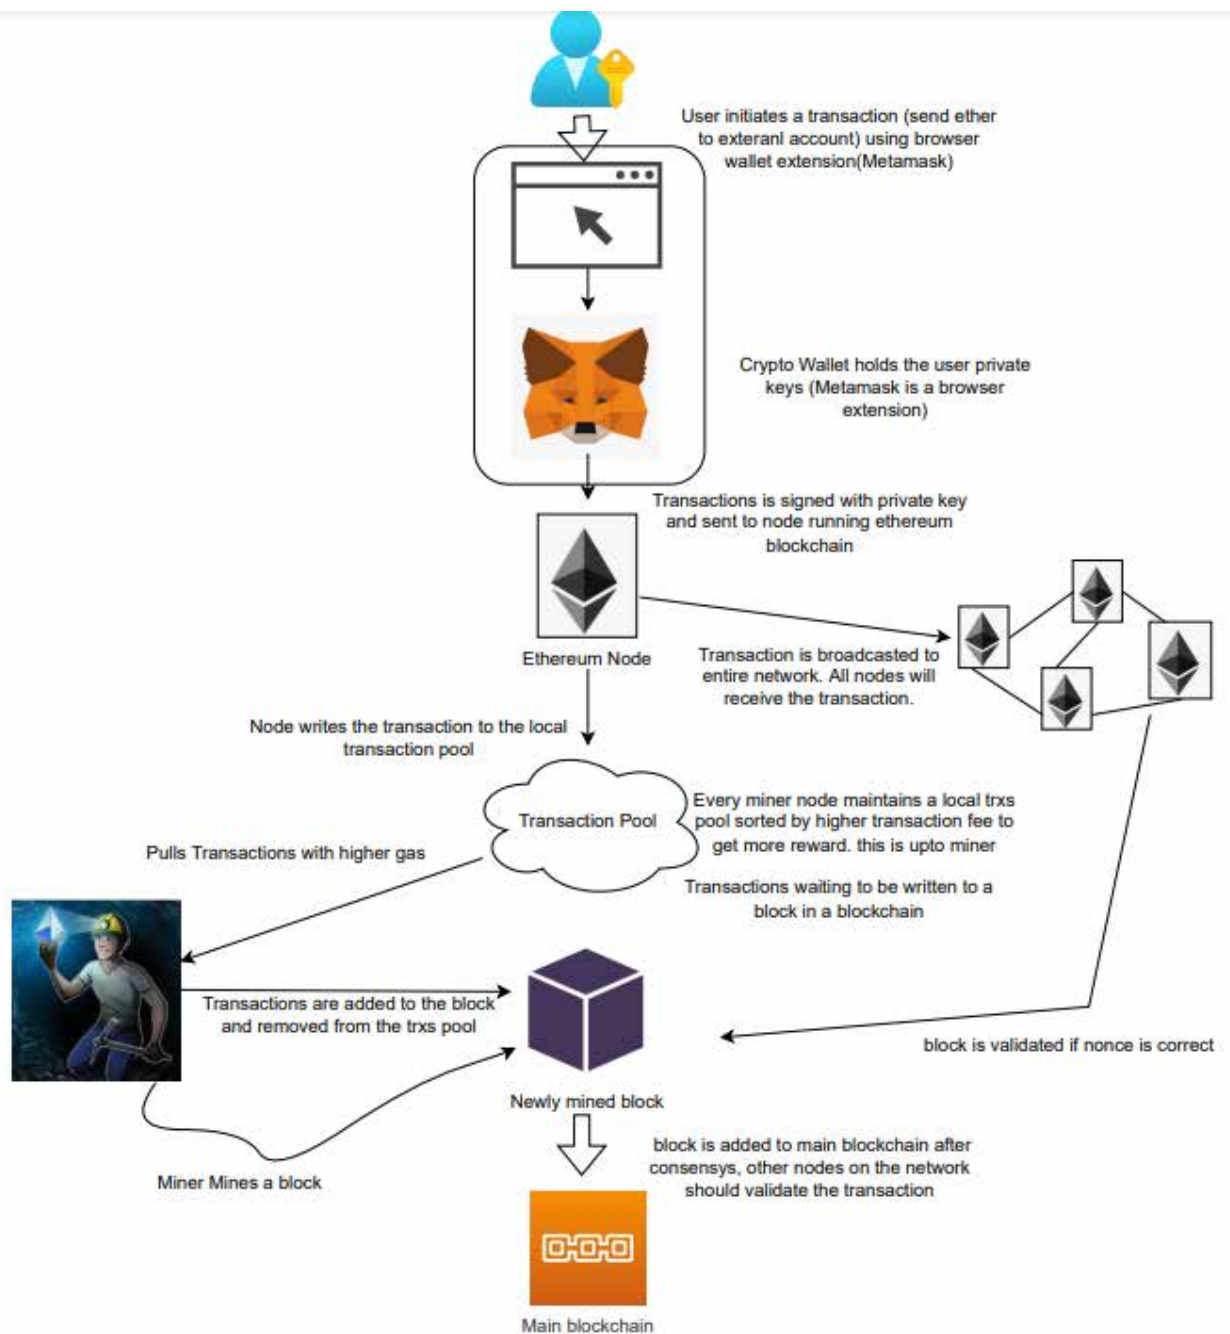 User initiates a transaction (send ether
to exteranl account) using browser
wallet extension(Metamask)
Crypto Wallet holds the user private
keys (Metamask is a browser
extension)
Transactions is signed with private key
and sent to node running ethereum
blockchain
Ethereum Node
Transaction is broadcasted to
entire network. All nodes will
receive the transaction.
Node writes the transaction to the local
transaction pool
Transaction Pool
Every miner node maintains a local trxs
pool sorted by higher transaction fee to
get more reward. this is upto miner
Pulls Transactions with higher gas
Transactions waiting to be written to a
block in a blockchain
Transactions are added to the block
and removed from the trxs pool
block is validated if nonce is correct
Newly mined block
Miner Mines a block
block is added to main blockchain after
consensys, other nodes on the network
should validate the transaction
Main blockchain